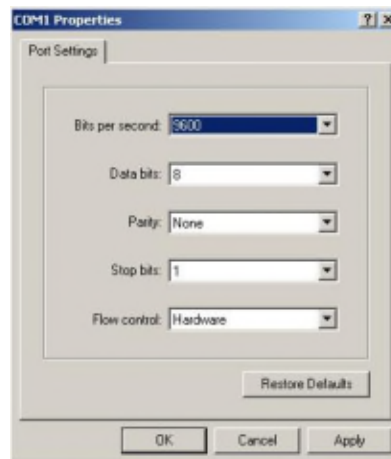 COM1 Properties
Port Settings
Bits per second: 9600
Data bits: 8
Parity: None
Stop bits: 1
Flow control: Hardware
Restore Defaults
OK Cancel Apply